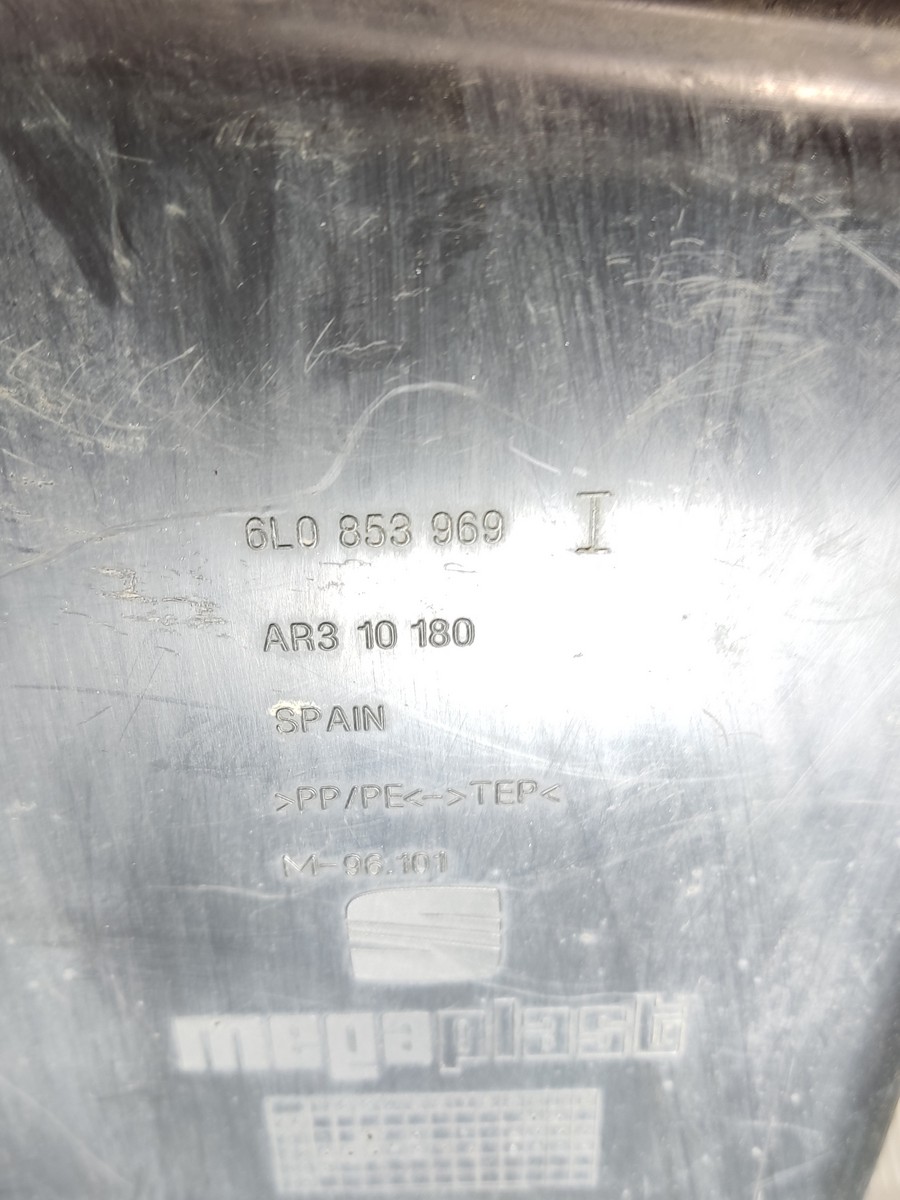 6L0 853 969 I
AR3 10 180
SPAIN
>PP/PE<->TEP<
M-96.101
megaplast